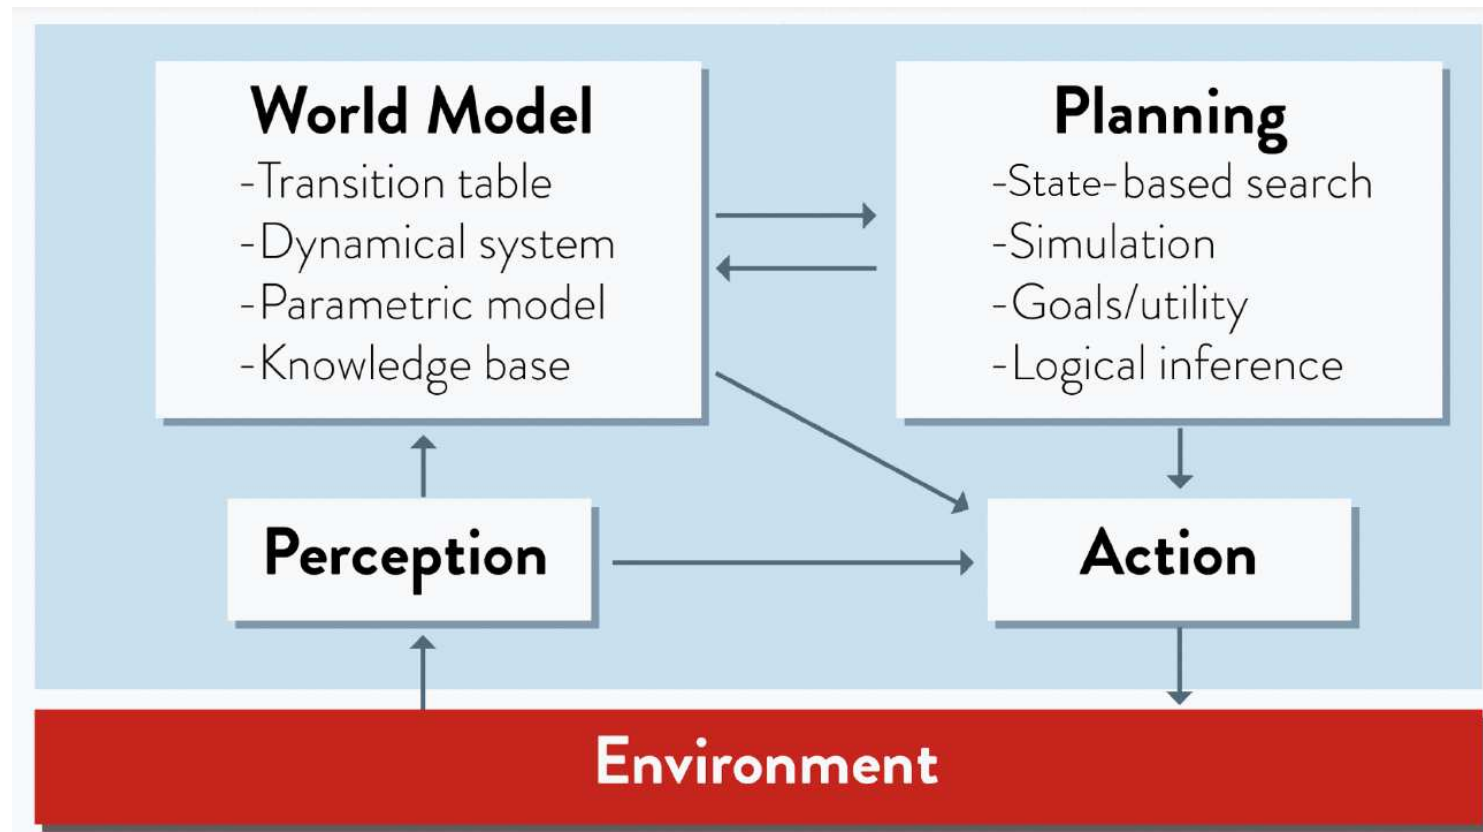 World Model
-Transition table
-Dynamical system
-Parametric model
-Knowledge base
Planning
-State-based search
-Simulation
-Goals/utility
-Logical inference
Perception
Action
Environment